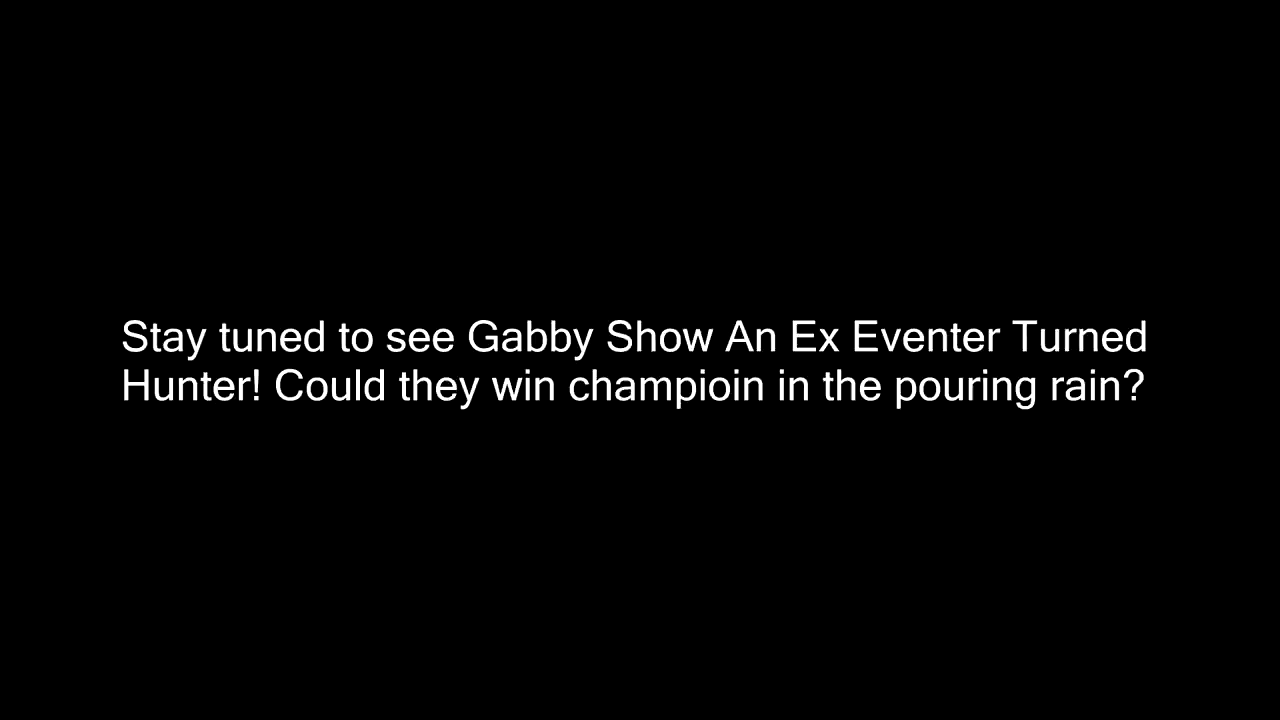 Stay tuned to see Gabby Show An Ex Eventer Turned
Hunter! Could they win champioin in the pouring rain?